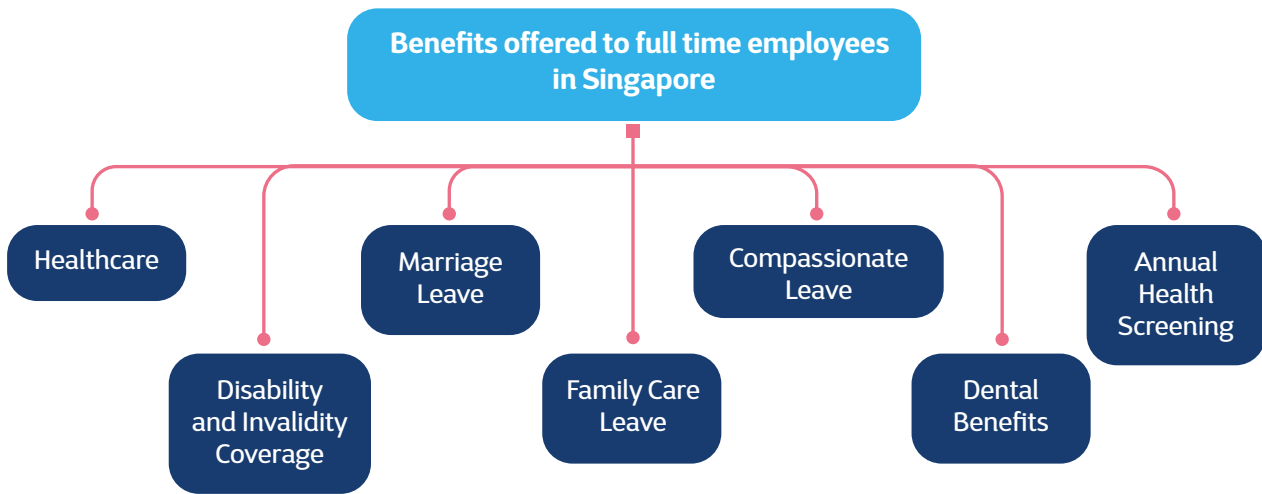 Benefits offered to full time employees
in Singapore
Healthcare
Disability
and Invalidity
Coverage
Marriage
Leave
Family Care
Leave
Compassionate
Leave
Dental
Benefits
Annual
Health
Screening